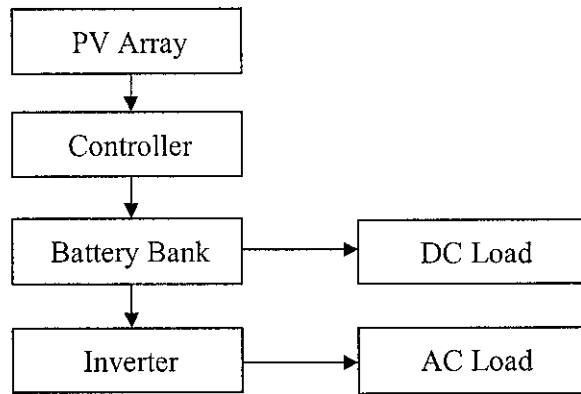 PV Array
Controller
Battery Bank
DC Load
Inverter
AC Load